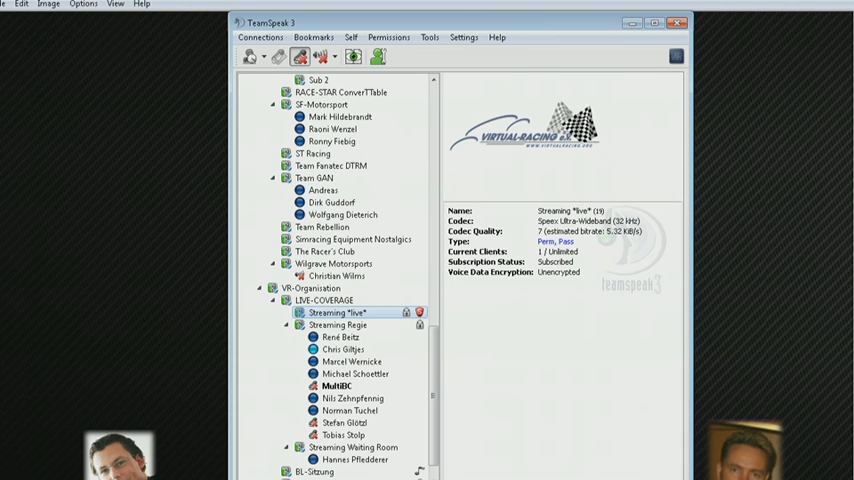 Edit Image Options View Help
TeamSpeak 3
Connections Bookmarks Self Permissions Tools Settings Help
Sub 2
RACE-STAR ConverTTable
SF-Motorsport
Mark Hildebrandt
Raoni Wenzel
Ronny Fiebig
ST Racing
Team Fanatec DTRM
Team GAN
Andreas
Dirk Guddorf
Wolfgang Dieterich
Team Rebellion
Simracing Equipment Nostalgics
The Racer's Club
Wilgrave Motorsports
Christian Wilms
VR-Organisation
LIVE-COVERAGE
Streaming *live*
Streaming Regie
René Beitz
Chris Giltjes
Marcel Wernicke
Michael Schoettler
MultiBC
Nils Zehnpfennig
Norman Tuchel
Stefan Glötzl
Tobias Stolp
Streaming Waiting Room
Hannes Pfledderer
BL-Sitzung
VIRTUAL-RACING e.V.
WWW.VIRTUALRACING.ORG
Name: Streaming *live* (19)
Codec: Speex Ultra-Wideband (32 kHz)
Codec Quality: 7 (estimated bitrate: 5.32 KiB/s)
Type: Perm, Pass
Current Clients: 1 / Unlimited
Subscription Status: Subscribed
Voice Data Encryption: Unencrypted
teamspeak3